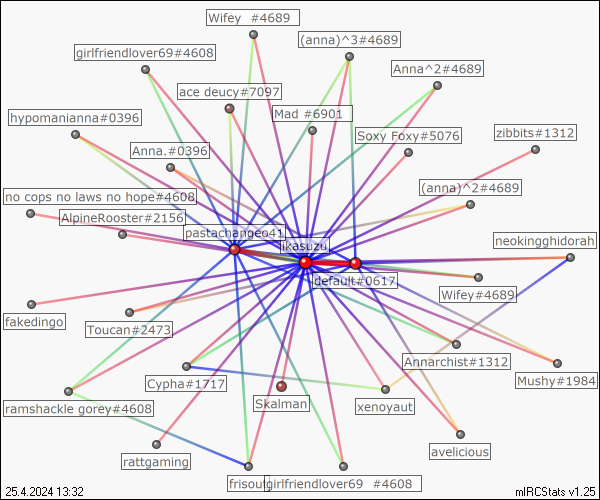 Wifey  #4689
(anna)^3#4689
girlfriendlover69#4608
Anna^2#4689
ace deucy#7097
Mad #6901
hypomanianna#0396
Soxy Foxy#5076
zibbits#1312
Anna.#0396
(anna)^2#4689
no cops no laws no hope#4608
AlpineRooster#2156
pastachangeo41
ikasuzu
neokingghidorah
default#0617
Wifey#4689
fakedingo
Toucan#2473
Annarchist#1312
Cypha#1717
Mushy#1984
Skalman
xenoyaut
ramshackle gorey#4608
avelicious
rattgaming
frisout
girlfriendlover69  #4608
25.4.2024 13:32
mIRCStats v1.25